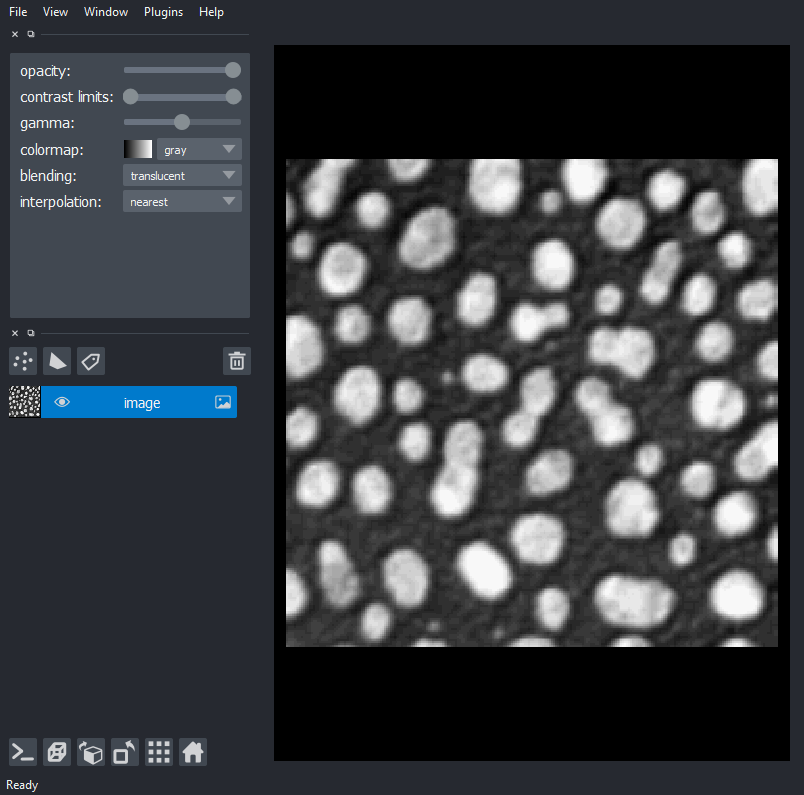 File View Window Plugins Help
opacity:
contrast limits:
gamma:
colormap: gray
blending: translucent
interpolation: nearest
image
Ready